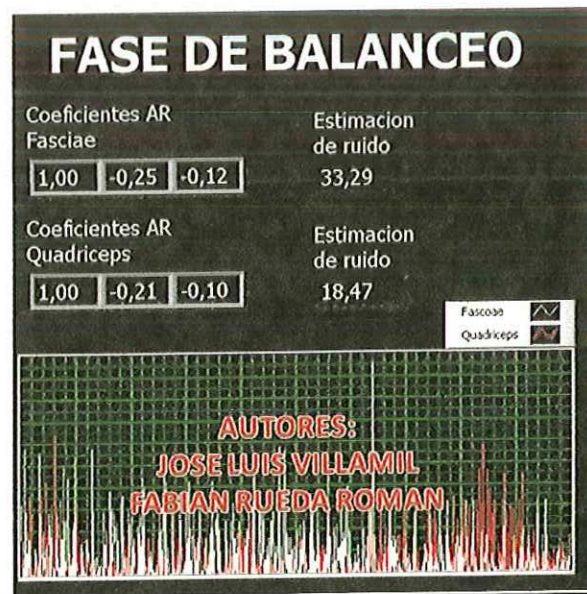 FASE DE BALANCEO
Coeficientes AR
Fasciae
1,00 -0,25 -0,12
Estimacion
de ruido
33,29
Coeficientes AR
Quadriceps
1,00 -0,21 -0,10
Estimacion
de ruido
18,47
Fascoae
Quadriceps
AUTORES:
JOSE LUIS VILLAMIL
FABIAN RUEDA ROMAN